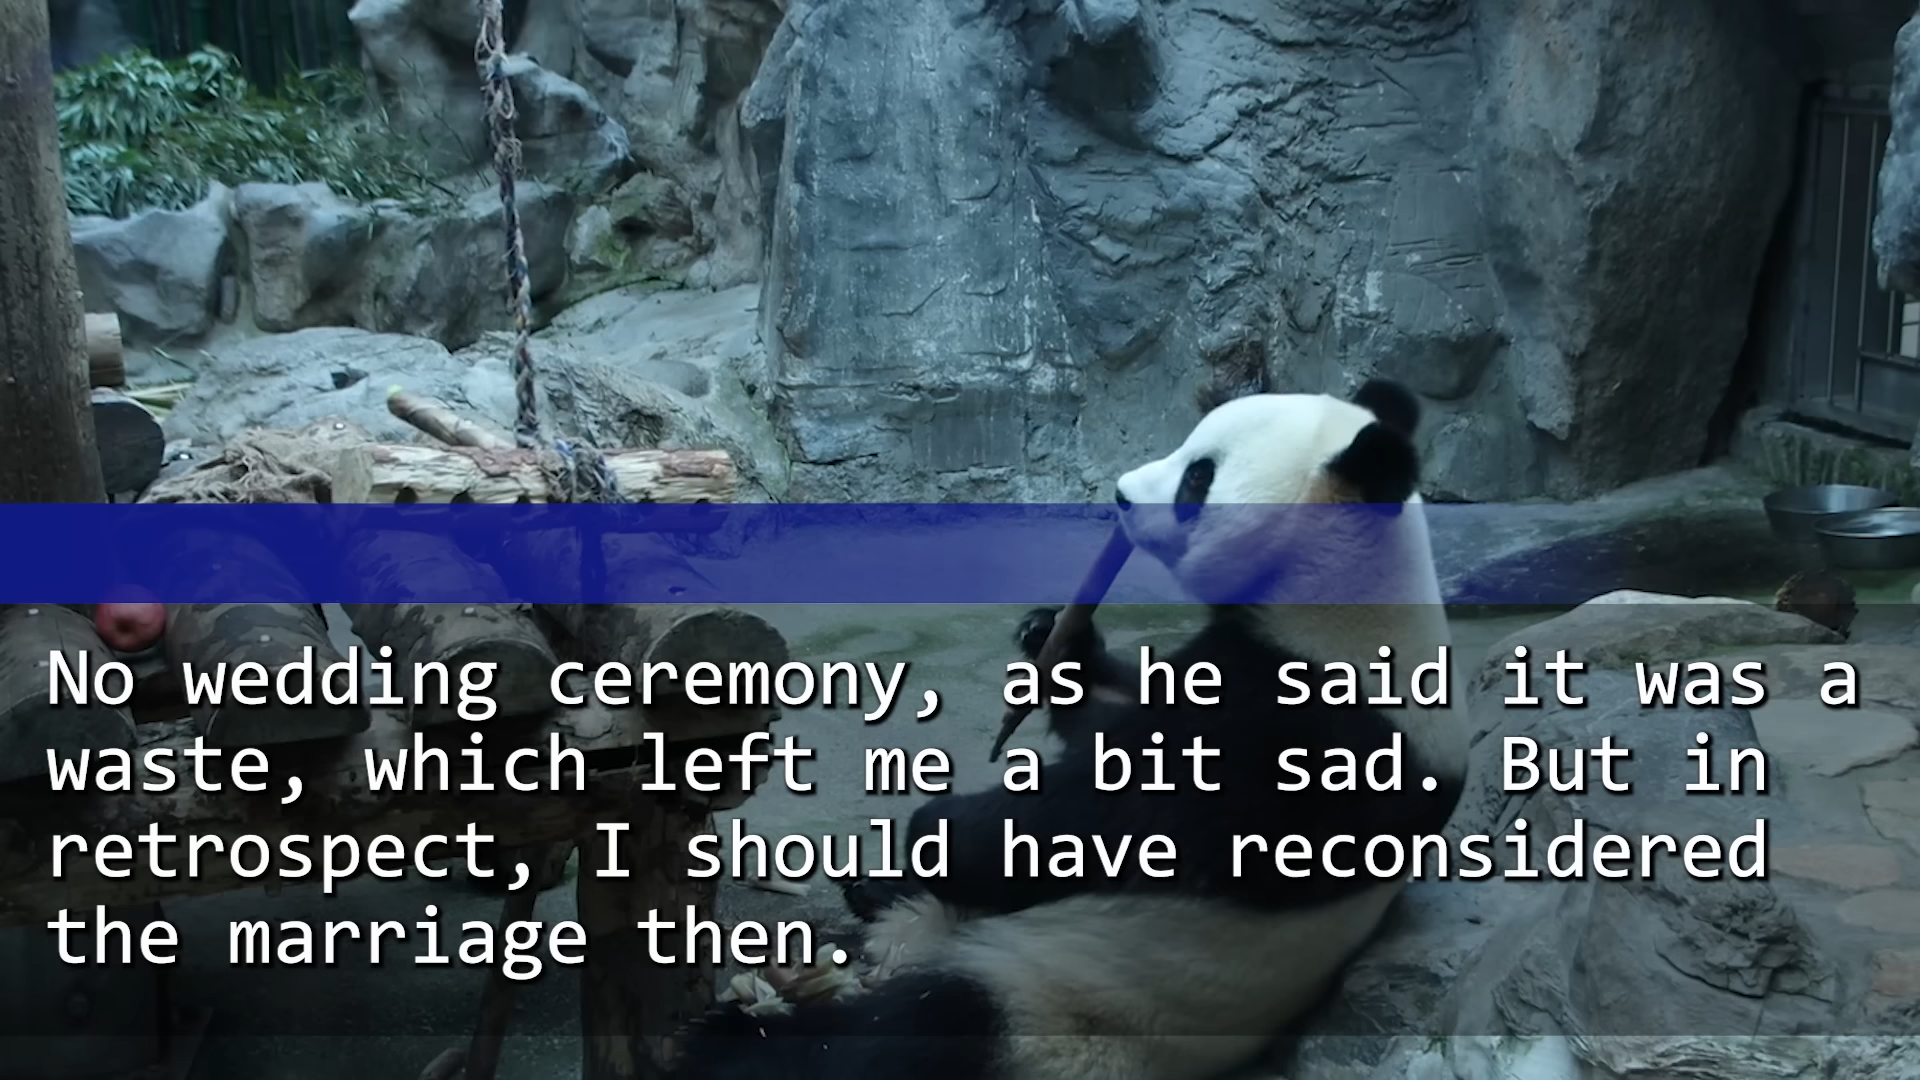 No wedding ceremony, as he said it was a
waste, which left me a bit sad. But in
retrospect, I should have reconsidered
the marriage then.